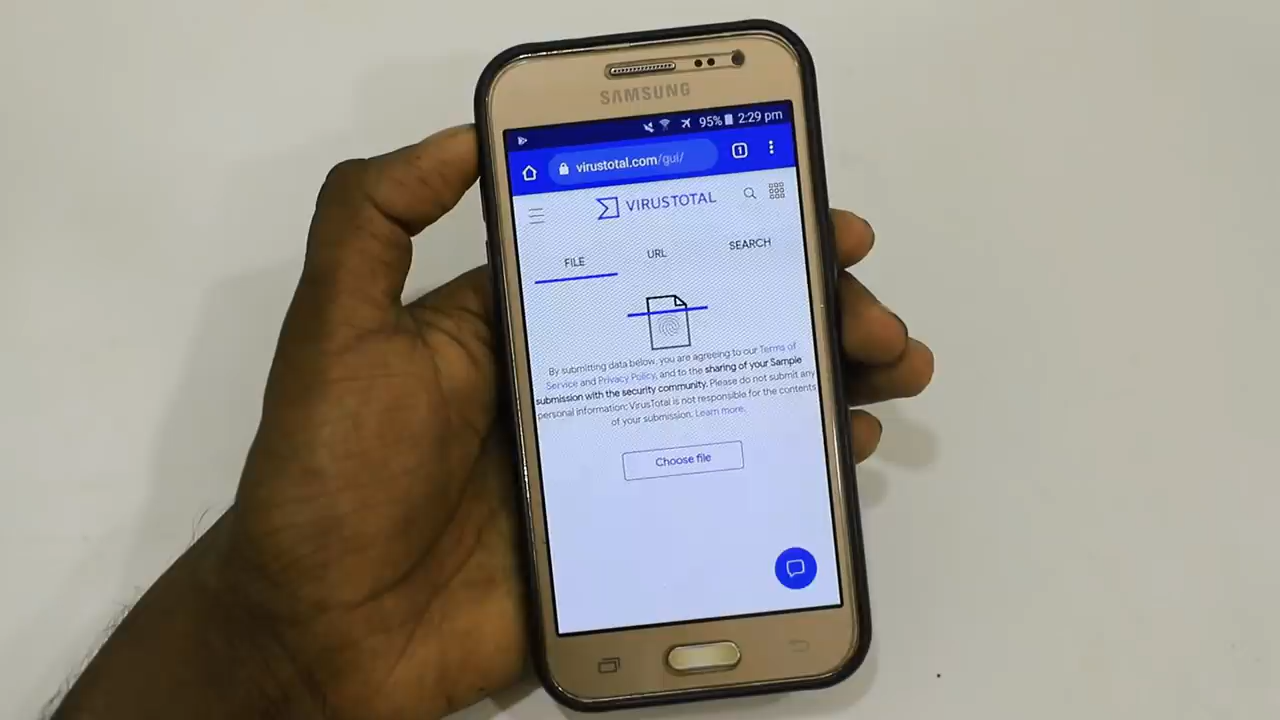 SAMSUNG
95% 2:29 pm
virustotal.com/gui/
1
VIRUSTOTAL
FILE URL SEARCH
By submitting data below, you are agreeing to our Terms of
Service and Privacy Policy, and to the sharing of your Sample
submission with the security community. Please do not submit any
personal information; VirusTotal is not responsible for the contents
of your submission. Learn more.
Choose file